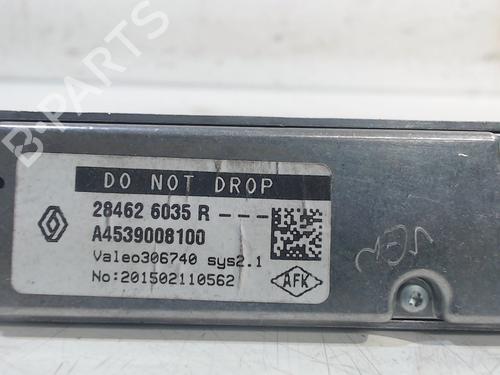 DO NOT DROP
28462 6035 R - - -
A4539008100
Valeo306740 sys2.1
No:201502110562
AFK
B-PARTS